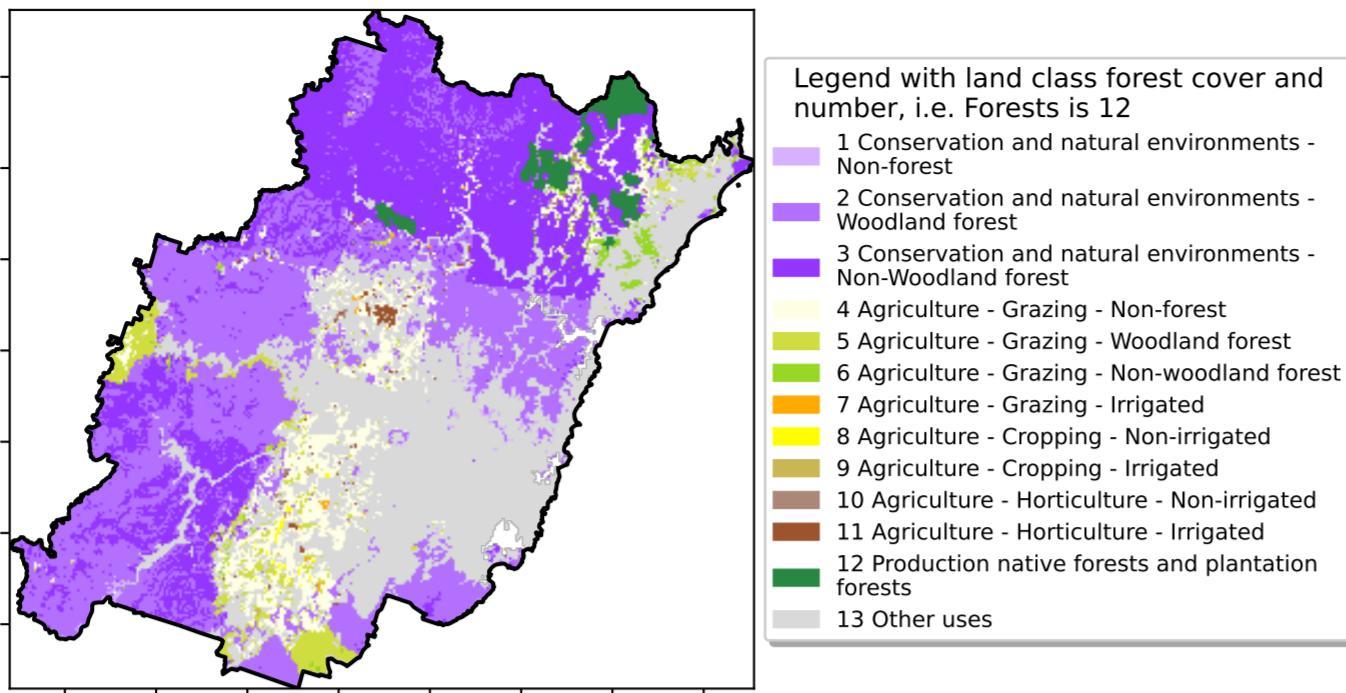 Legend with land class forest cover and
number, i.e. Forests is 12
1 Conservation and natural environments -
Non-forest
2 Conservation and natural environments -
Woodland forest
3 Conservation and natural environments -
Non-Woodland forest
4 Agriculture - Grazing - Non-forest
5 Agriculture - Grazing - Woodland forest
6 Agriculture - Grazing - Non-woodland forest
7 Agriculture - Grazing - Irrigated
8 Agriculture - Cropping - Non-irrigated
9 Agriculture - Cropping - Irrigated
10 Agriculture - Horticulture - Non-irrigated
11 Agriculture - Horticulture - Irrigated
12 Production native forests and plantation
forests
13 Other uses